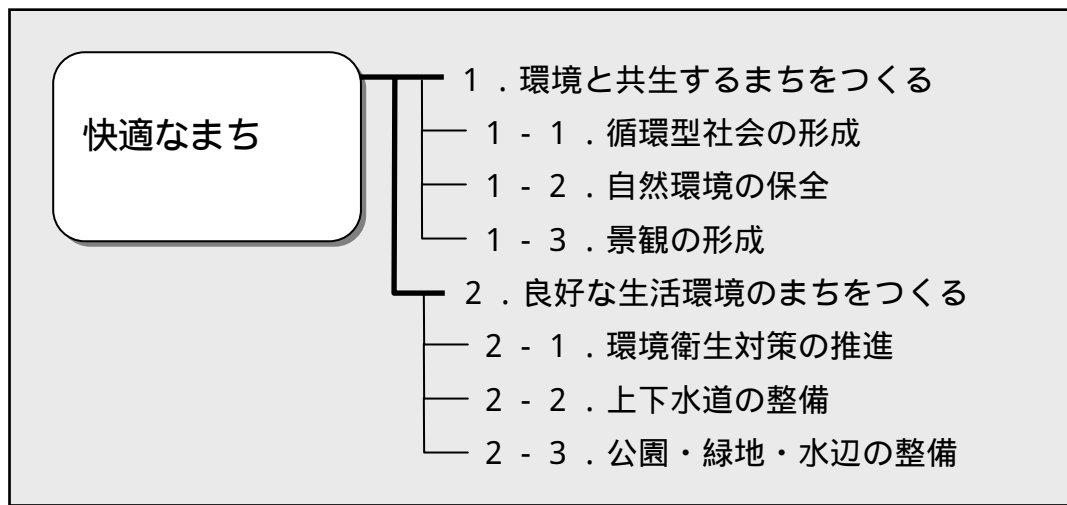 快適なまち
１．環境と共生するまちをつくる
１-１．循環型社会の形成
１-２．自然環境の保全
１-３．景観の形成
２．良好な生活環境のまちをつくる
２-１．環境衛生対策の推進
２-２．上下水道の整備
２-３．公園・緑地・水辺の整備